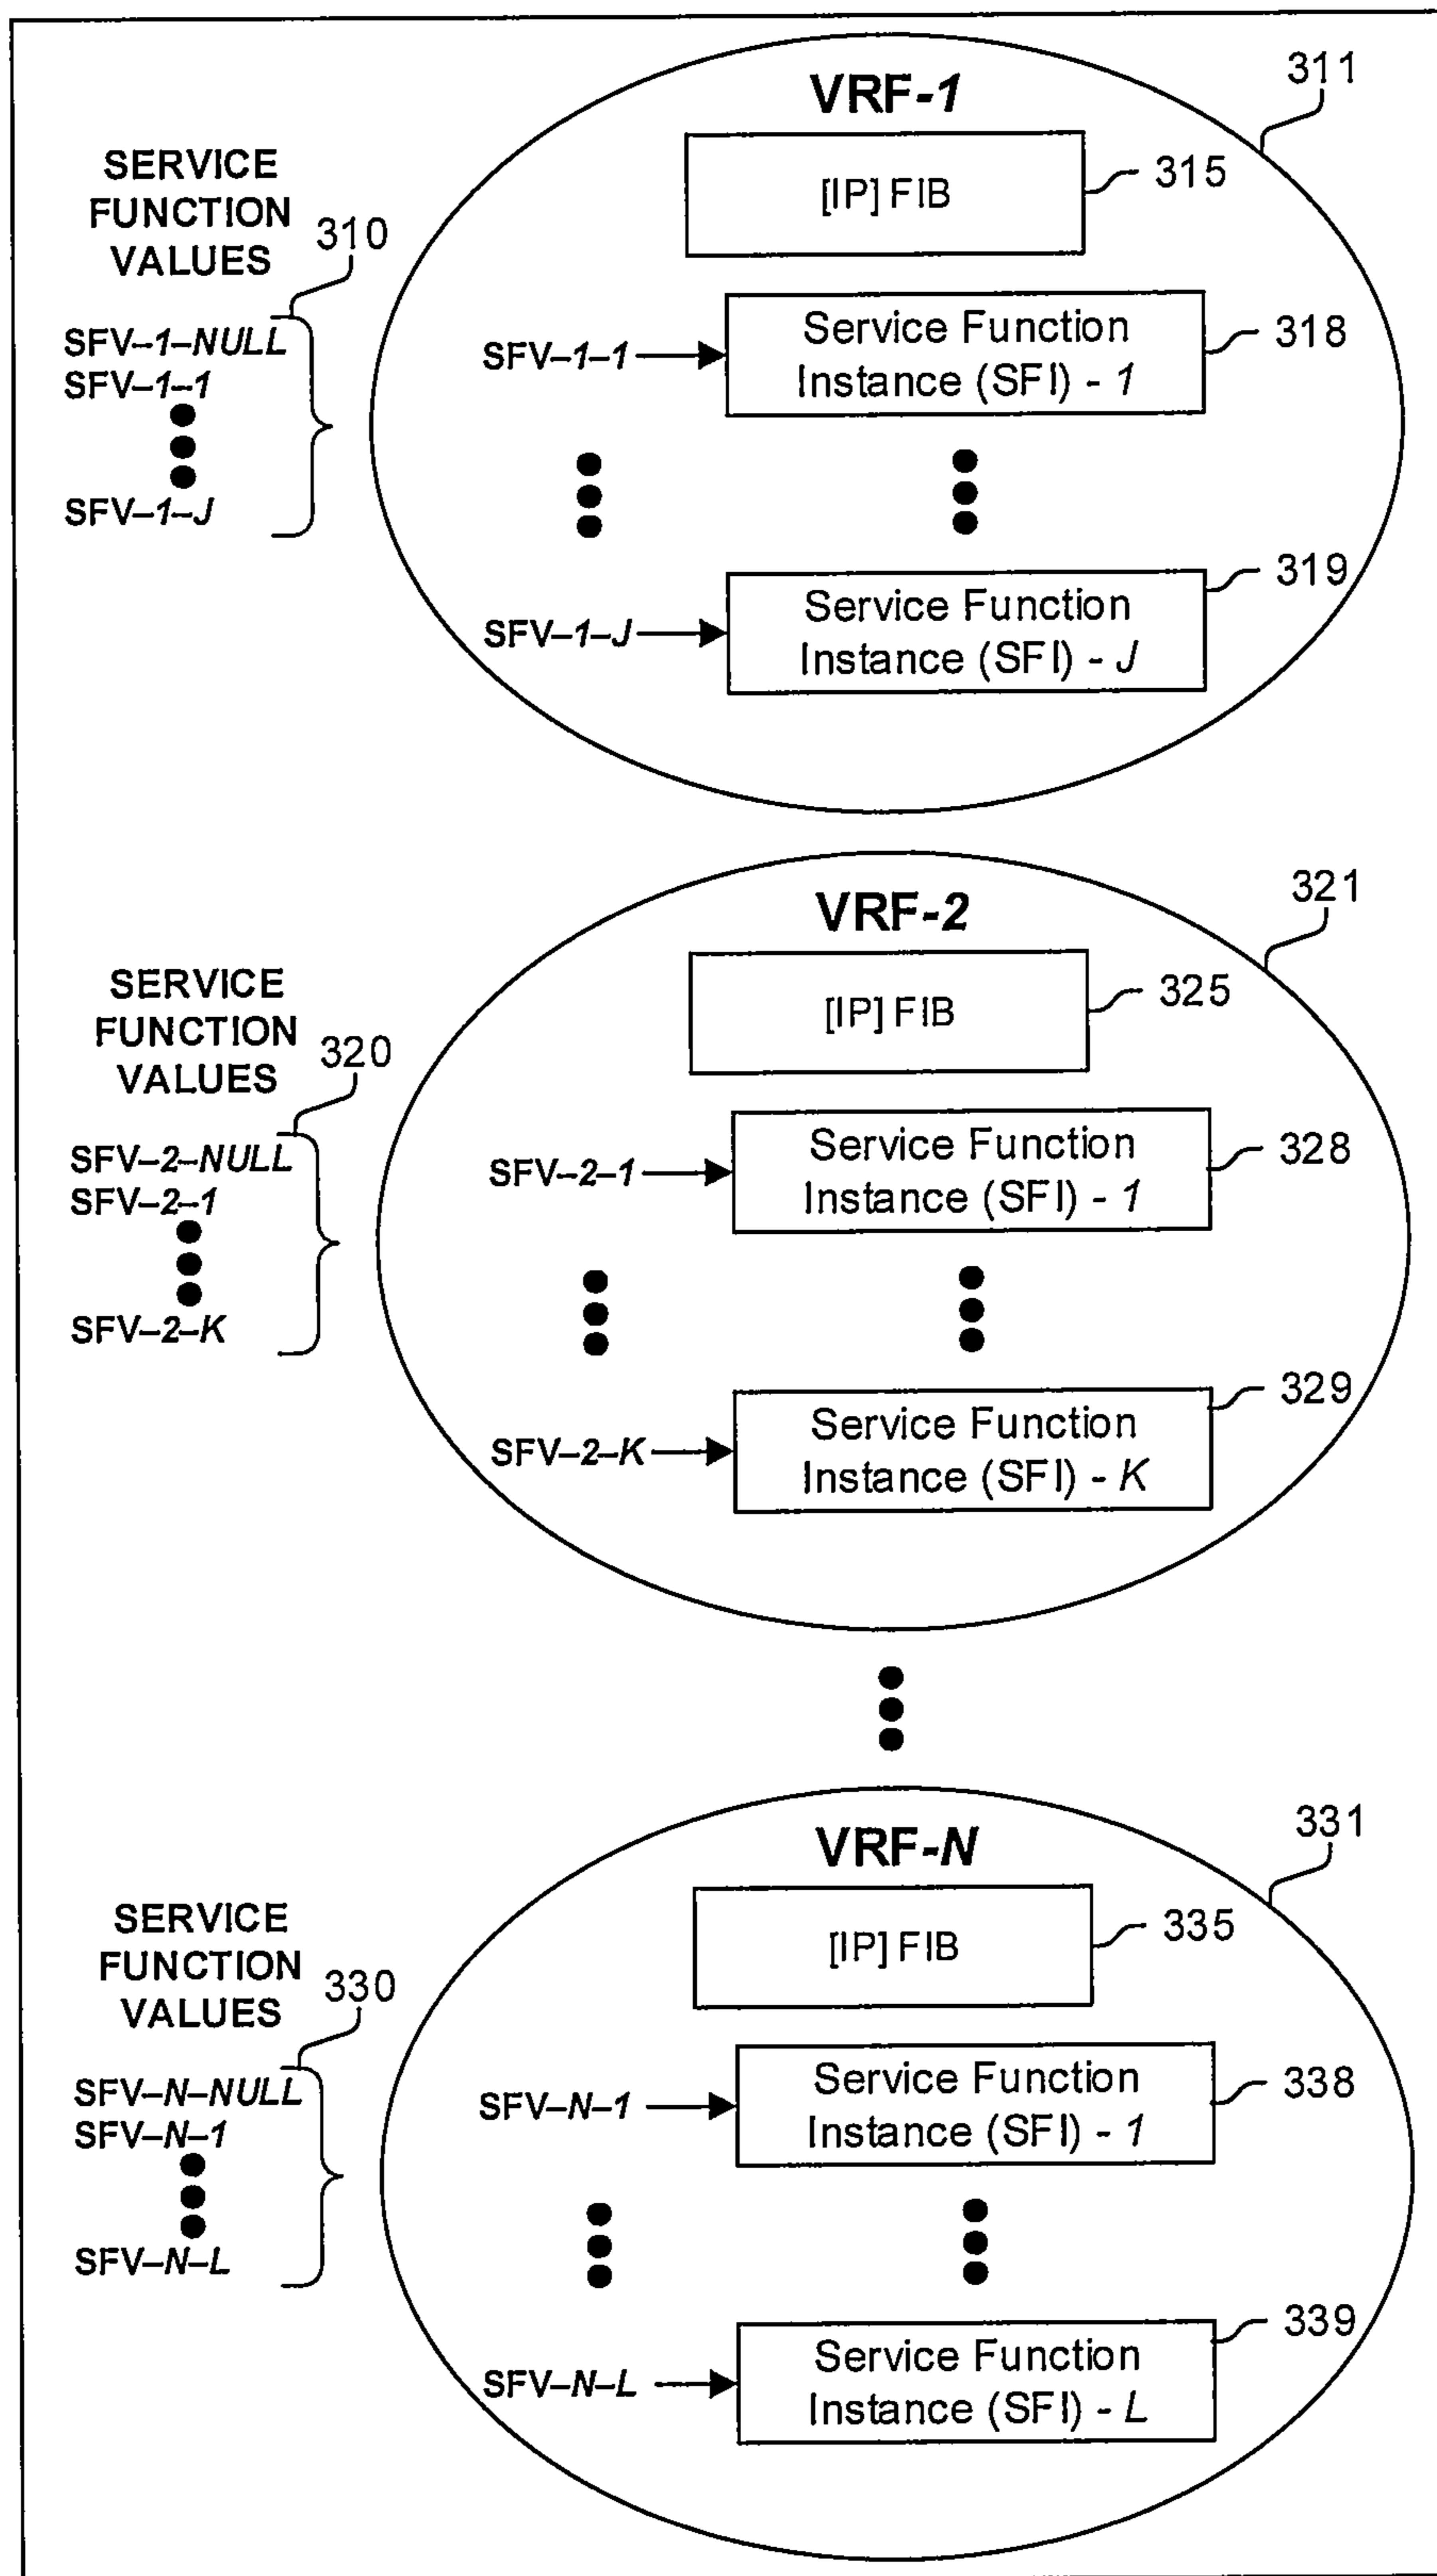 VRF-1
311
SERVICE
FUNCTION
VALUES
310
[IP] FIB
315
SFV–1–NULL
SFV–1–1
SFV–1–J
SFV–1–1
Service Function
Instance (SFI) - 1
318
SFV–1–J
Service Function
Instance (SFI) - J
319
VRF-2
321
SERVICE
FUNCTION
VALUES
320
[IP] FIB
325
SFV–2–NULL
SFV–2–1
SFV–2–K
SFV–2–1
Service Function
Instance (SFI) - 1
328
SFV–2–K
Service Function
Instance (SFI) - K
329
VRF-N
331
SERVICE
FUNCTION
VALUES
330
[IP] FIB
335
SFV–N–NULL
SFV–N–1
SFV–N–L
SFV–N–1
Service Function
Instance (SFI) - 1
338
SFV–N–L
Service Function
Instance (SFI) - L
339